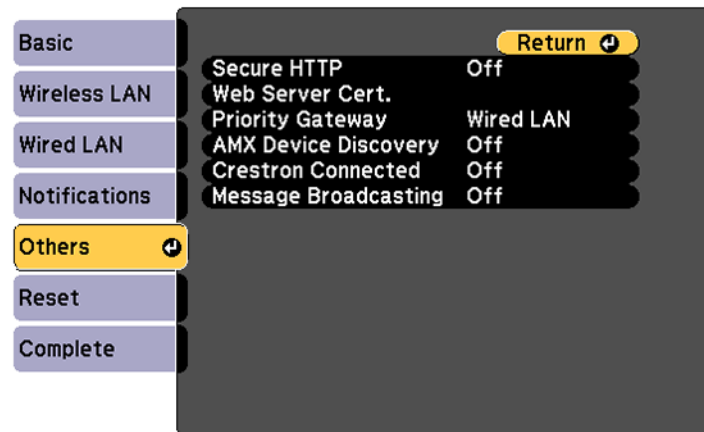 Basic
Wireless LAN
Wired LAN
Notifications
Others
Reset
Complete
Return
Secure HTTP Off
Web Server Cert.
Priority Gateway Wired LAN
AMX Device Discovery Off
Crestron Connected Off
Message Broadcasting Off